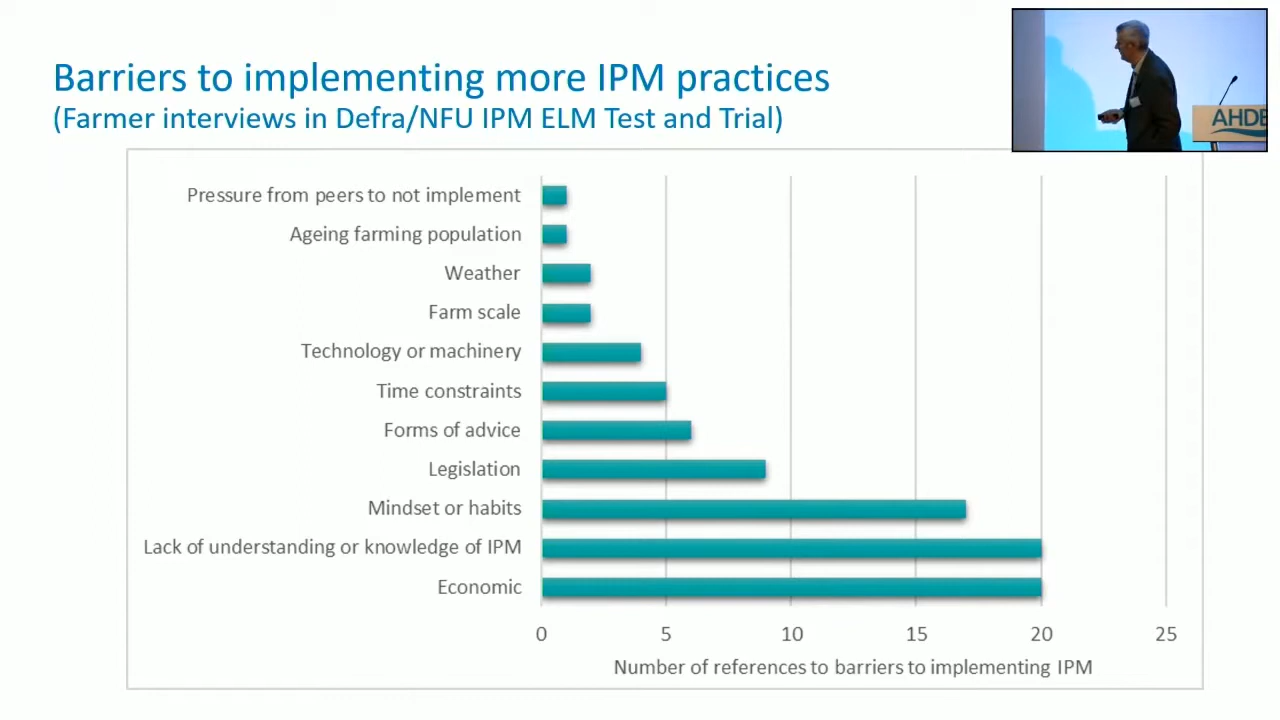 Barriers to implementing more IPM practices
(Farmer interviews in Defra/NFU IPM ELM Test and Trial)
AHDB
Pressure from peers to not implement
Ageing farming population
Weather
Farm scale
Technology or machinery
Time constraints
Forms of advice
Legislation
Mindset or habits
Lack of understanding or knowledge of IPM
Economic
0 5 10 15 20 25
Number of references to barriers to implementing IPM